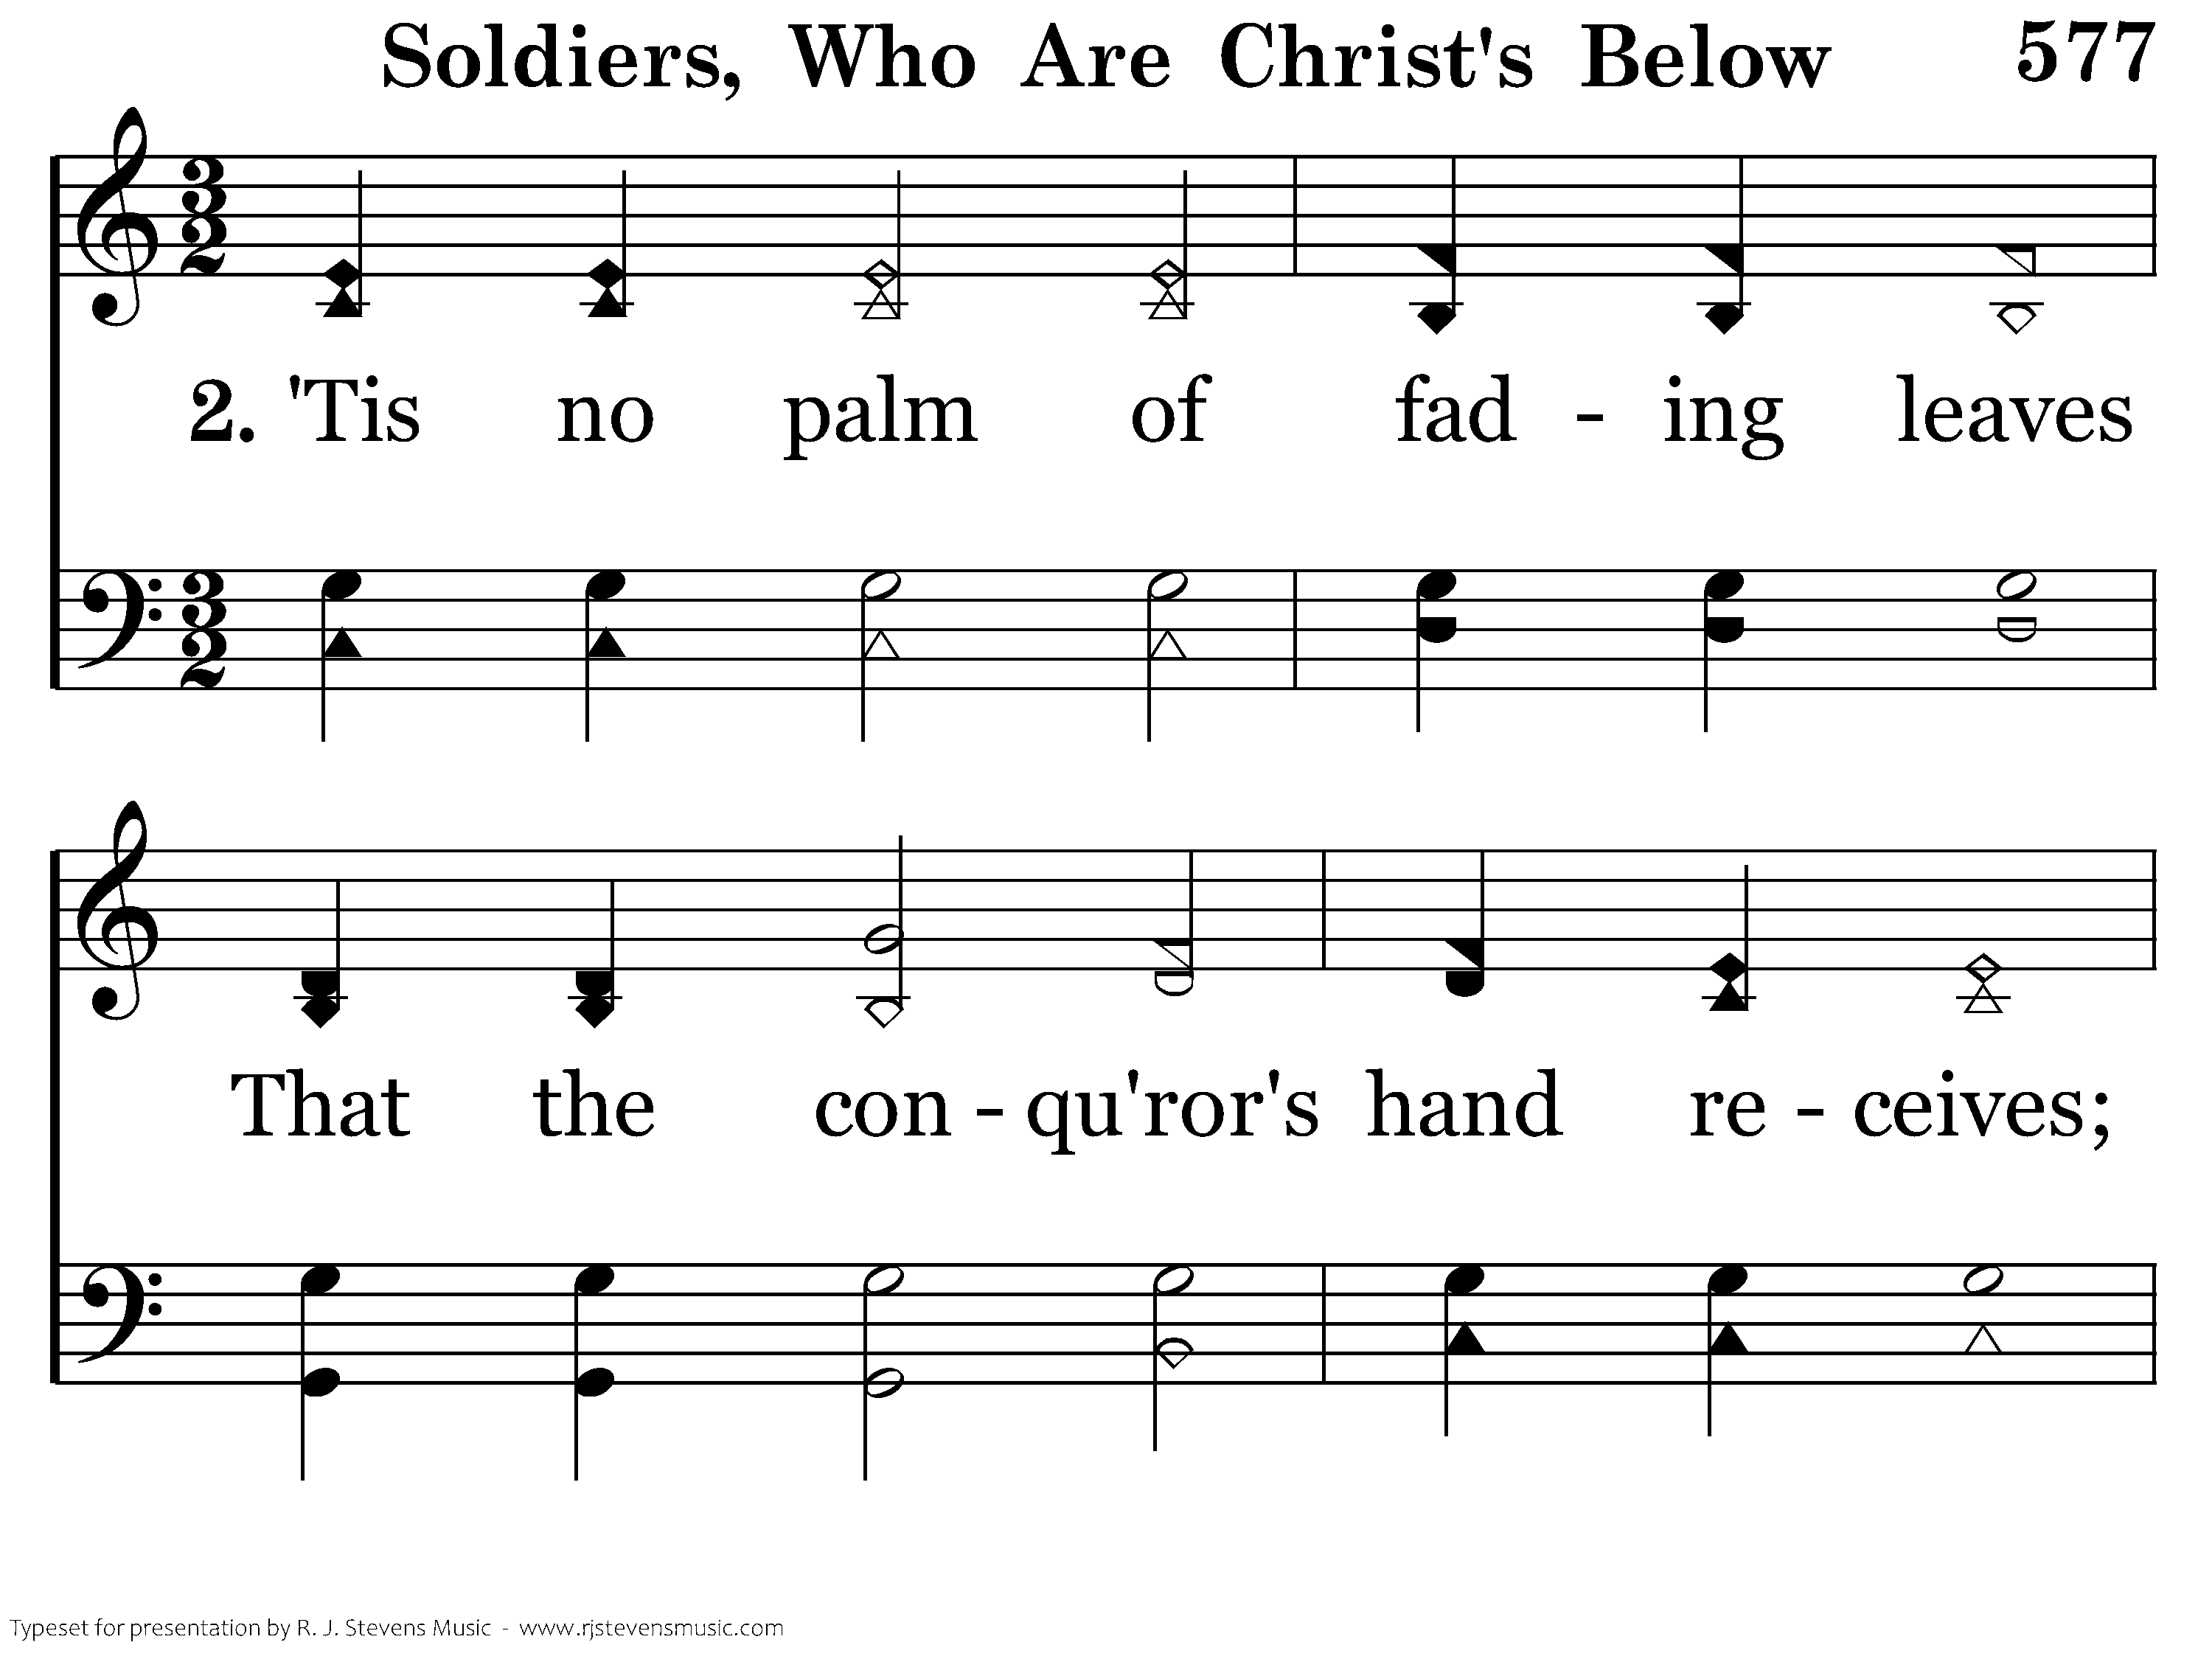 Soldiers, Who Are Christ's Below 577
2. 'Tis no palm of fad - ing leaves
That the con - qu'ror's hand re - ceives;
Typeset for presentation by R. J. Stevens Music - www.rjstevensmusic.com